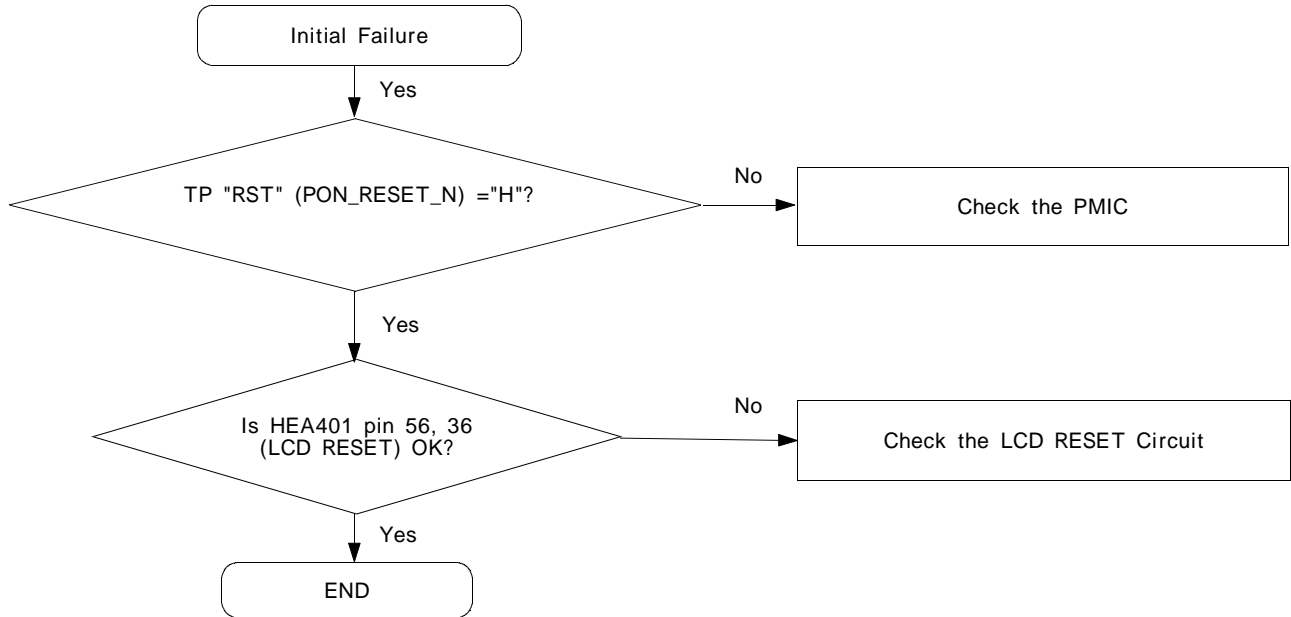 Initial Failure
Yes
TP "RST" (PON_RESET_N) ="H"?
No
Check the PMIC
Yes
Is HEA401 pin 56, 36
(LCD RESET) OK?
No
Check the LCD RESET Circuit
Yes
END